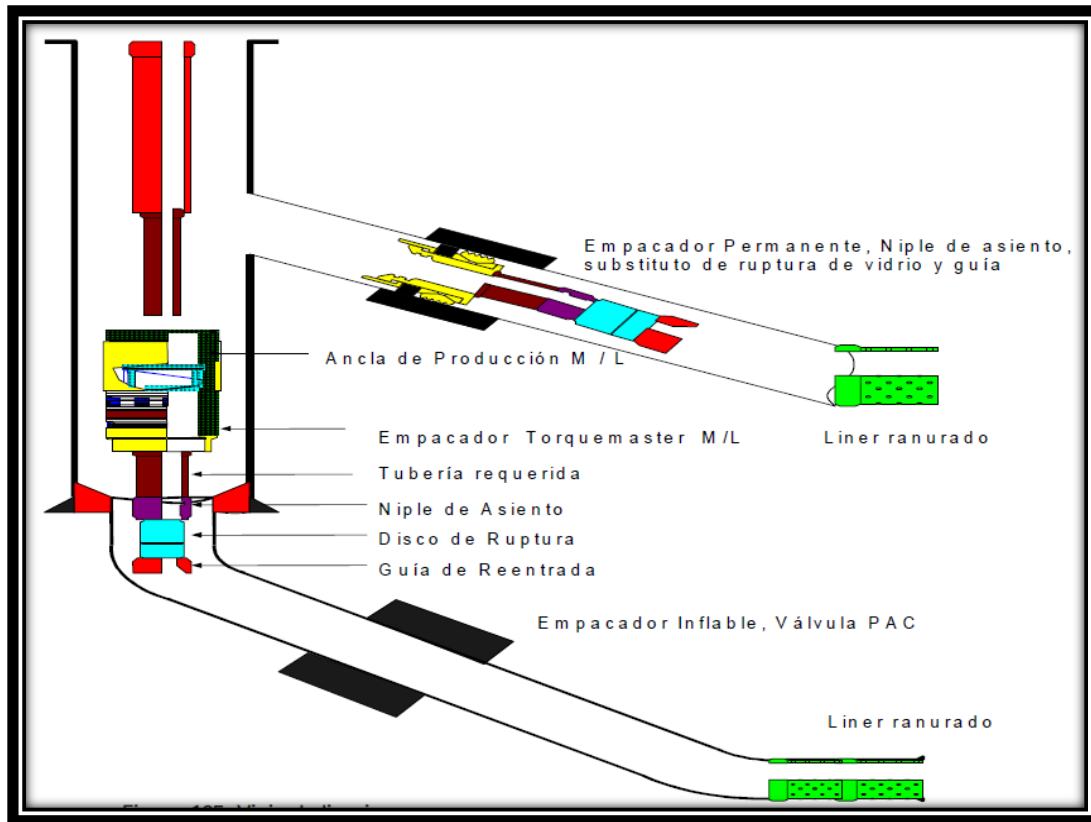 Empacador Permanente, Niple de asiento,
substituto de ruptura de vidrio y guía
Ancla de Producción M / L
Empacador Torquemaster M/L
Liner ranurado
Tubería requerida
Niple de Asiento
Disco de Ruptura
Guía de Reentrada
Empacador Inflable, Válvula PAC
Liner ranurado